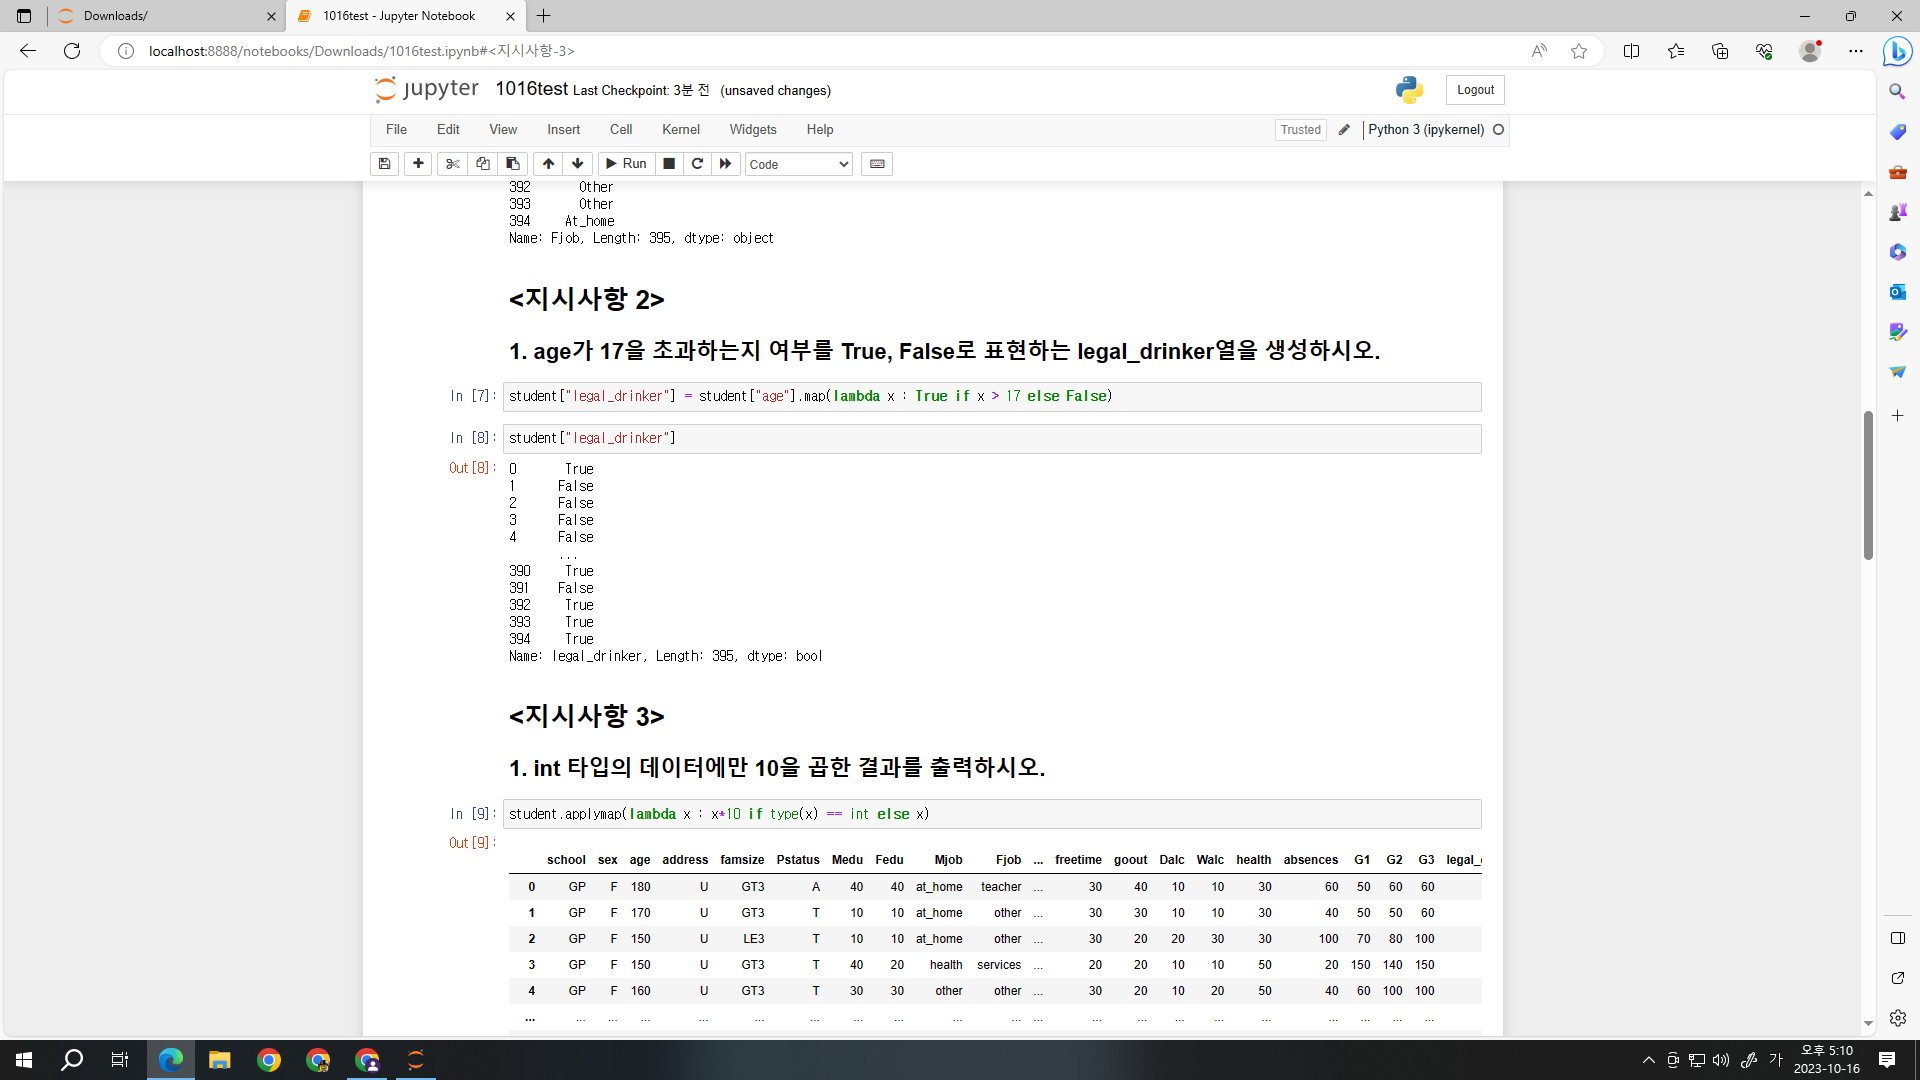 Downloads/
1016test - Jupyter Notebook
localhost:8888/notebooks/Downloads/1016test.ipynb#<지시사항-3>
jupyter 1016test Last Checkpoint: 3분 전 (unsaved changes)
Logout
File Edit View Insert Cell Kernel Widgets Help
Trusted
Python 3 (ipykernel)
Run
Code
392 Other
393 Other
394 At_home
Name: Fjob, Length: 395, dtype: object
<지시사항 2>
1. age가 17을 초과하는지 여부를 True, False로 표현하는 legal_drinker열을 생성하시오.
In [7]: student["legal_drinker"] = student["age"].map(lambda x : True if x > 17 else False)
In [8]: student["legal_drinker"]
Out[8]: 0 True
1 False
2 False
3 False
4 False
...
390 True
391 False
392 True
393 True
394 True
Name: legal_drinker, Length: 395, dtype: bool
<지시사항 3>
1. int 타입의 데이터에만 10을 곱한 결과를 출력하시오.
In [9]: student.applymap(lambda x : x*10 if type(x) == int else x)
Out[9]:
school sex age address famsize Pstatus Medu Fedu Mjob Fjob ... freetime goout Dalc Walc health absences G1 G2 G3 legal_
0 GP F 180 U GT3 A 40 40 at_home teacher ... 30 40 10 10 30 60 50 60 60
1 GP F 170 U GT3 T 10 10 at_home other ... 30 30 10 10 30 40 50 50 60
2 GP F 150 U LE3 T 10 10 at_home other ... 30 20 20 30 30 100 70 80 100
3 GP F 150 U GT3 T 40 20 health services ... 20 20 10 10 50 20 150 140 150
4 GP F 160 U GT3 T 30 30 other other ... 30 20 10 20 50 40 60 100 100
... ... ... ... ... ... ... ... ... ... ... ... ... ... ... ... ... ... ... ... ...
가
오후 5:10
2023-10-16